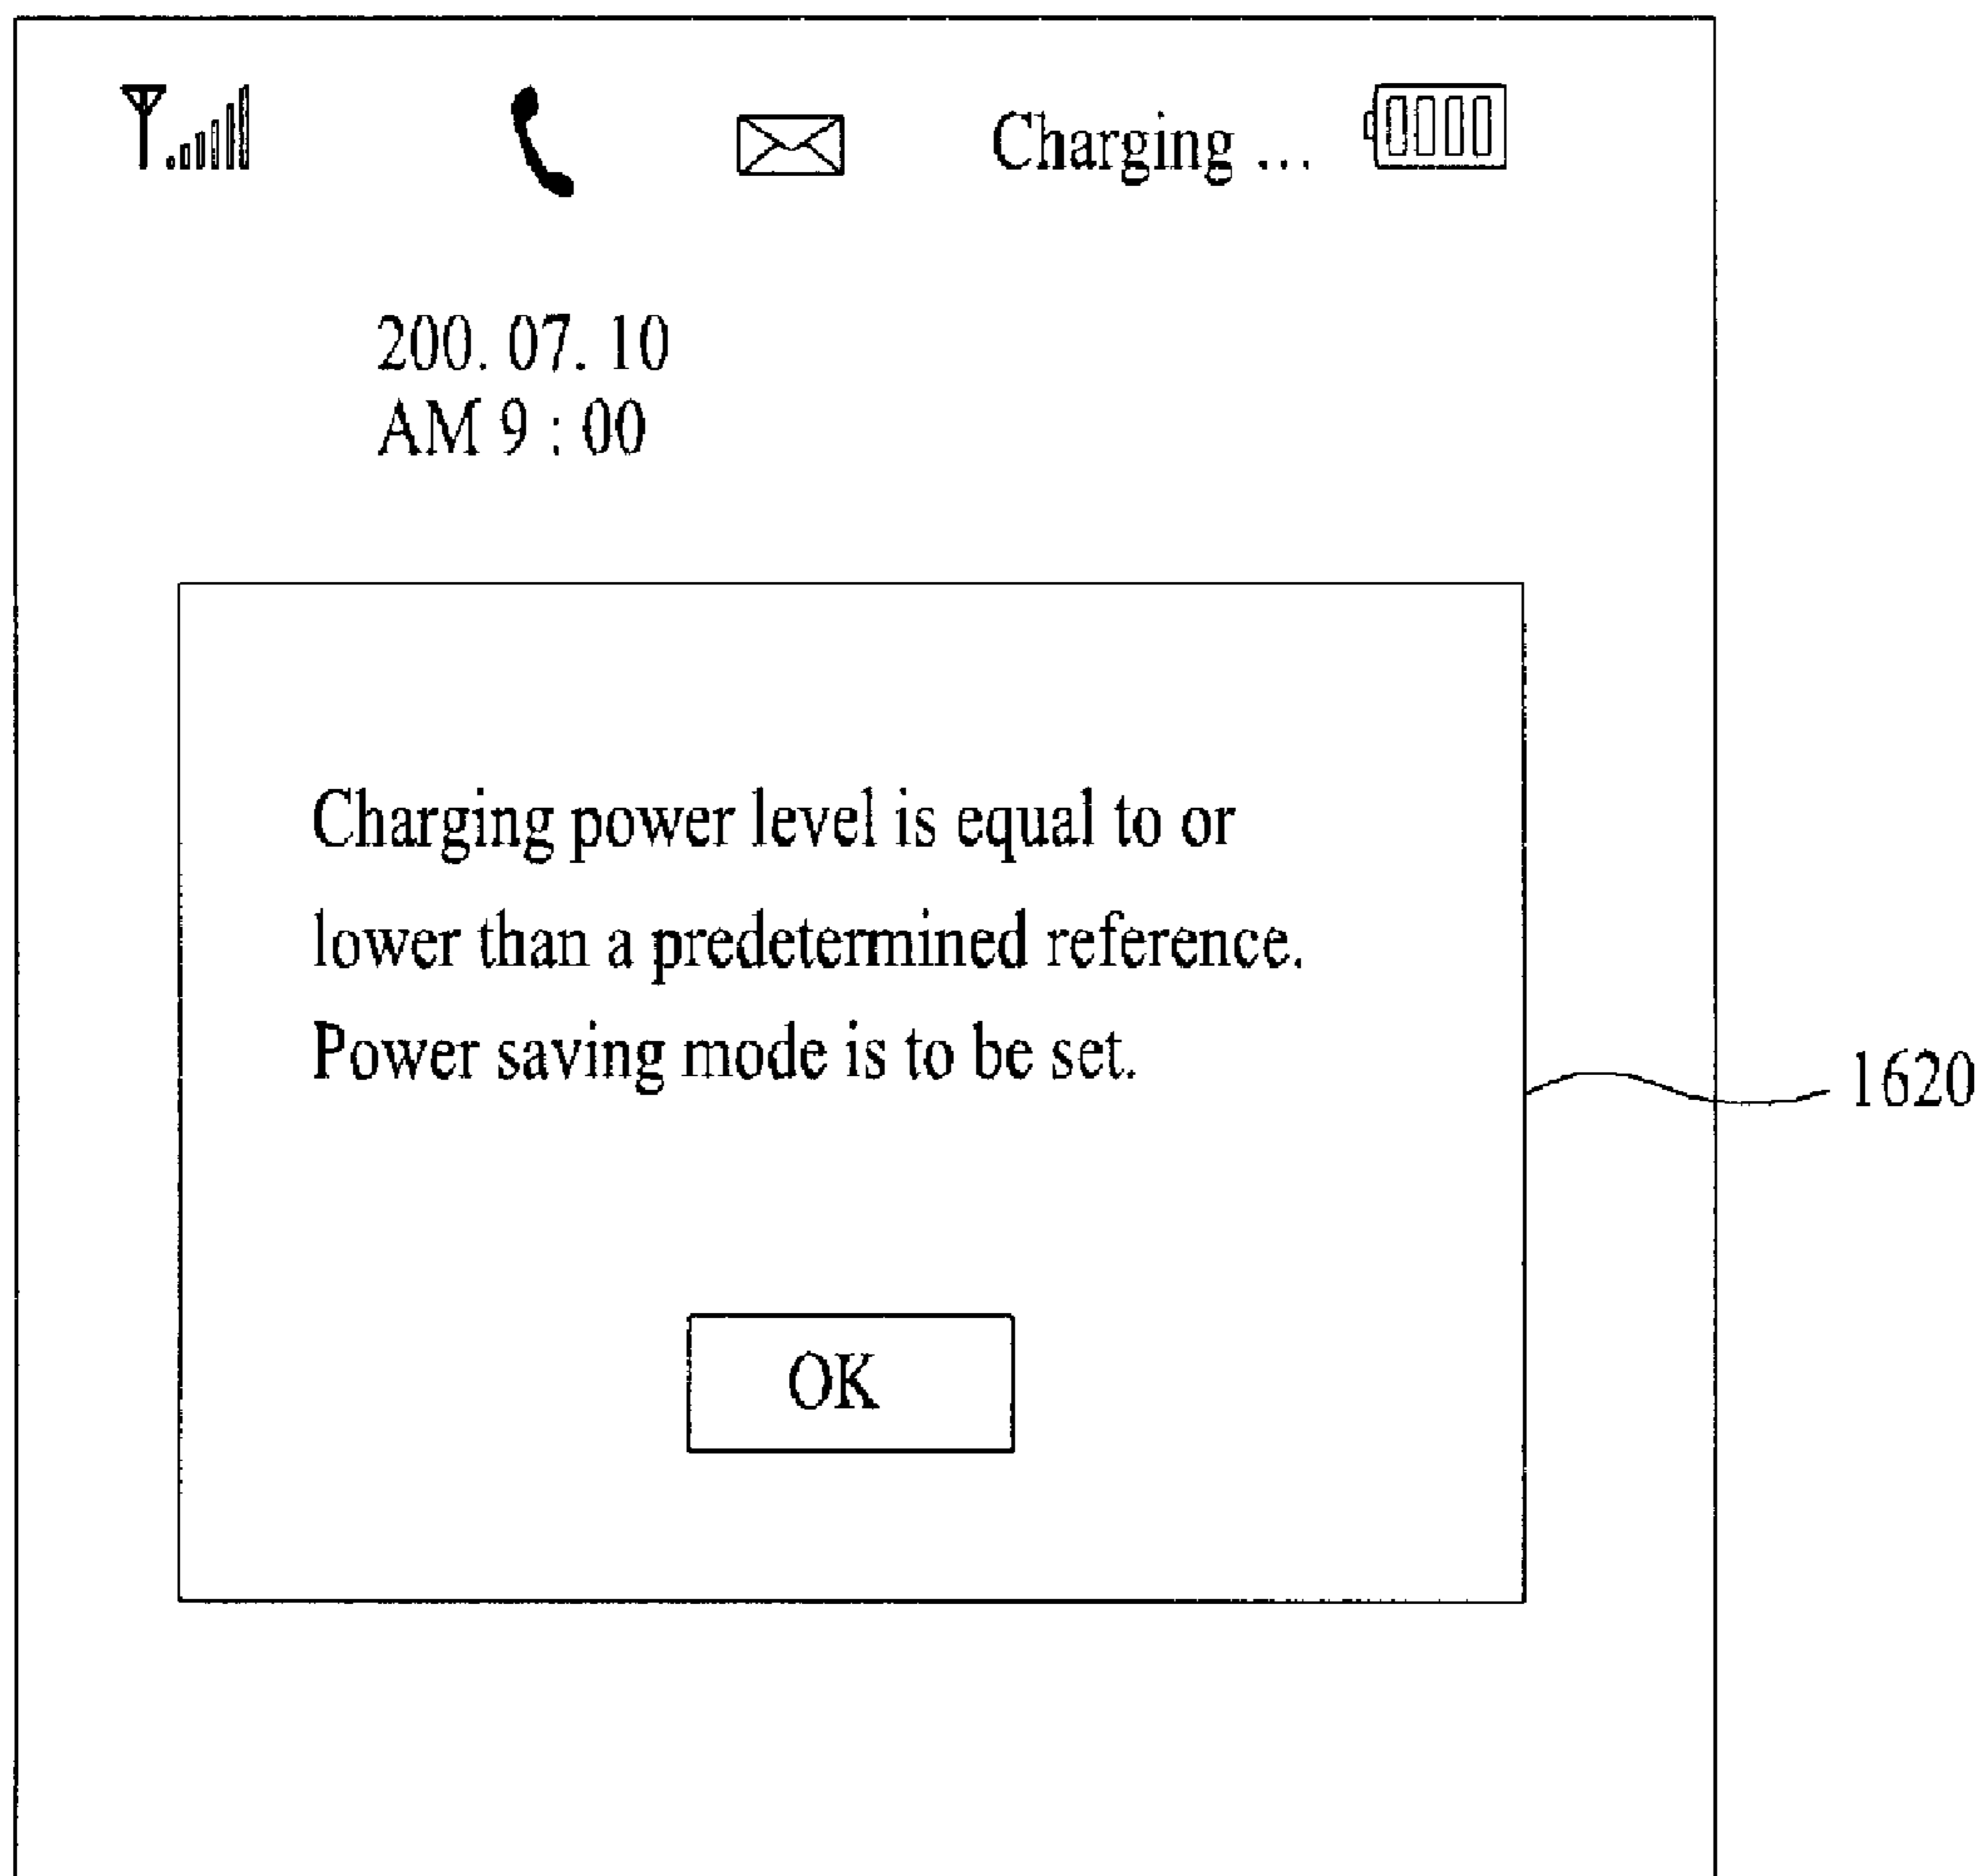 Charging ...
200. 07. 10
AM 9 : 00
Charging power level is equal to or
lower than a predetermined reference.
Power saving mode is to be set.
1620
OK